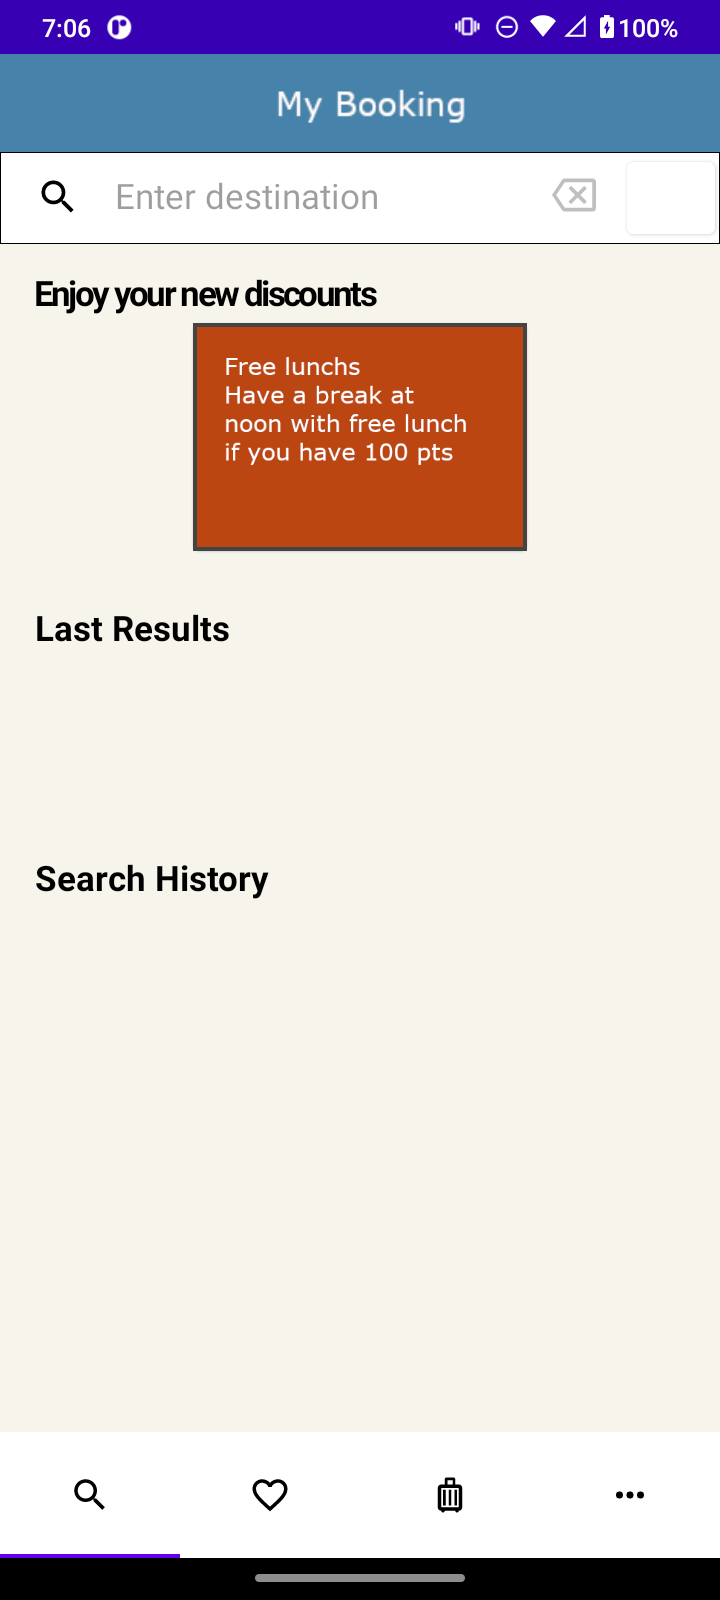 7:06
100%
My Booking
Enter destination
Enjoy your new discounts
Free lunchs
Have a break at
noon with free lunch
if you have 100 pts
Last Results
Search History